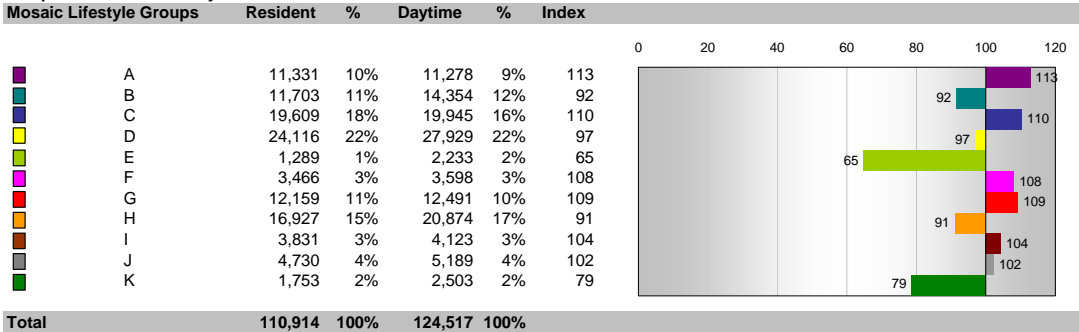 Mosaic Lifestyle Groups Resident % Daytime % Index
0 20 40 60 80 100 120
A 11,331 10% 11,278 9% 113 113
B 11,703 11% 14,354 12% 92 92
C 19,609 18% 19,945 16% 110 110
D 24,116 22% 27,929 22% 97 97
E 1,289 1% 2,233 2% 65 65
F 3,466 3% 3,598 3% 108 108
G 12,159 11% 12,491 10% 109 109
H 16,927 15% 20,874 17% 91 91
I 3,831 3% 4,123 3% 104 104
J 4,730 4% 5,189 4% 102 102
K 1,753 2% 2,503 2% 79 79
Total 110,914 100% 124,517 100%